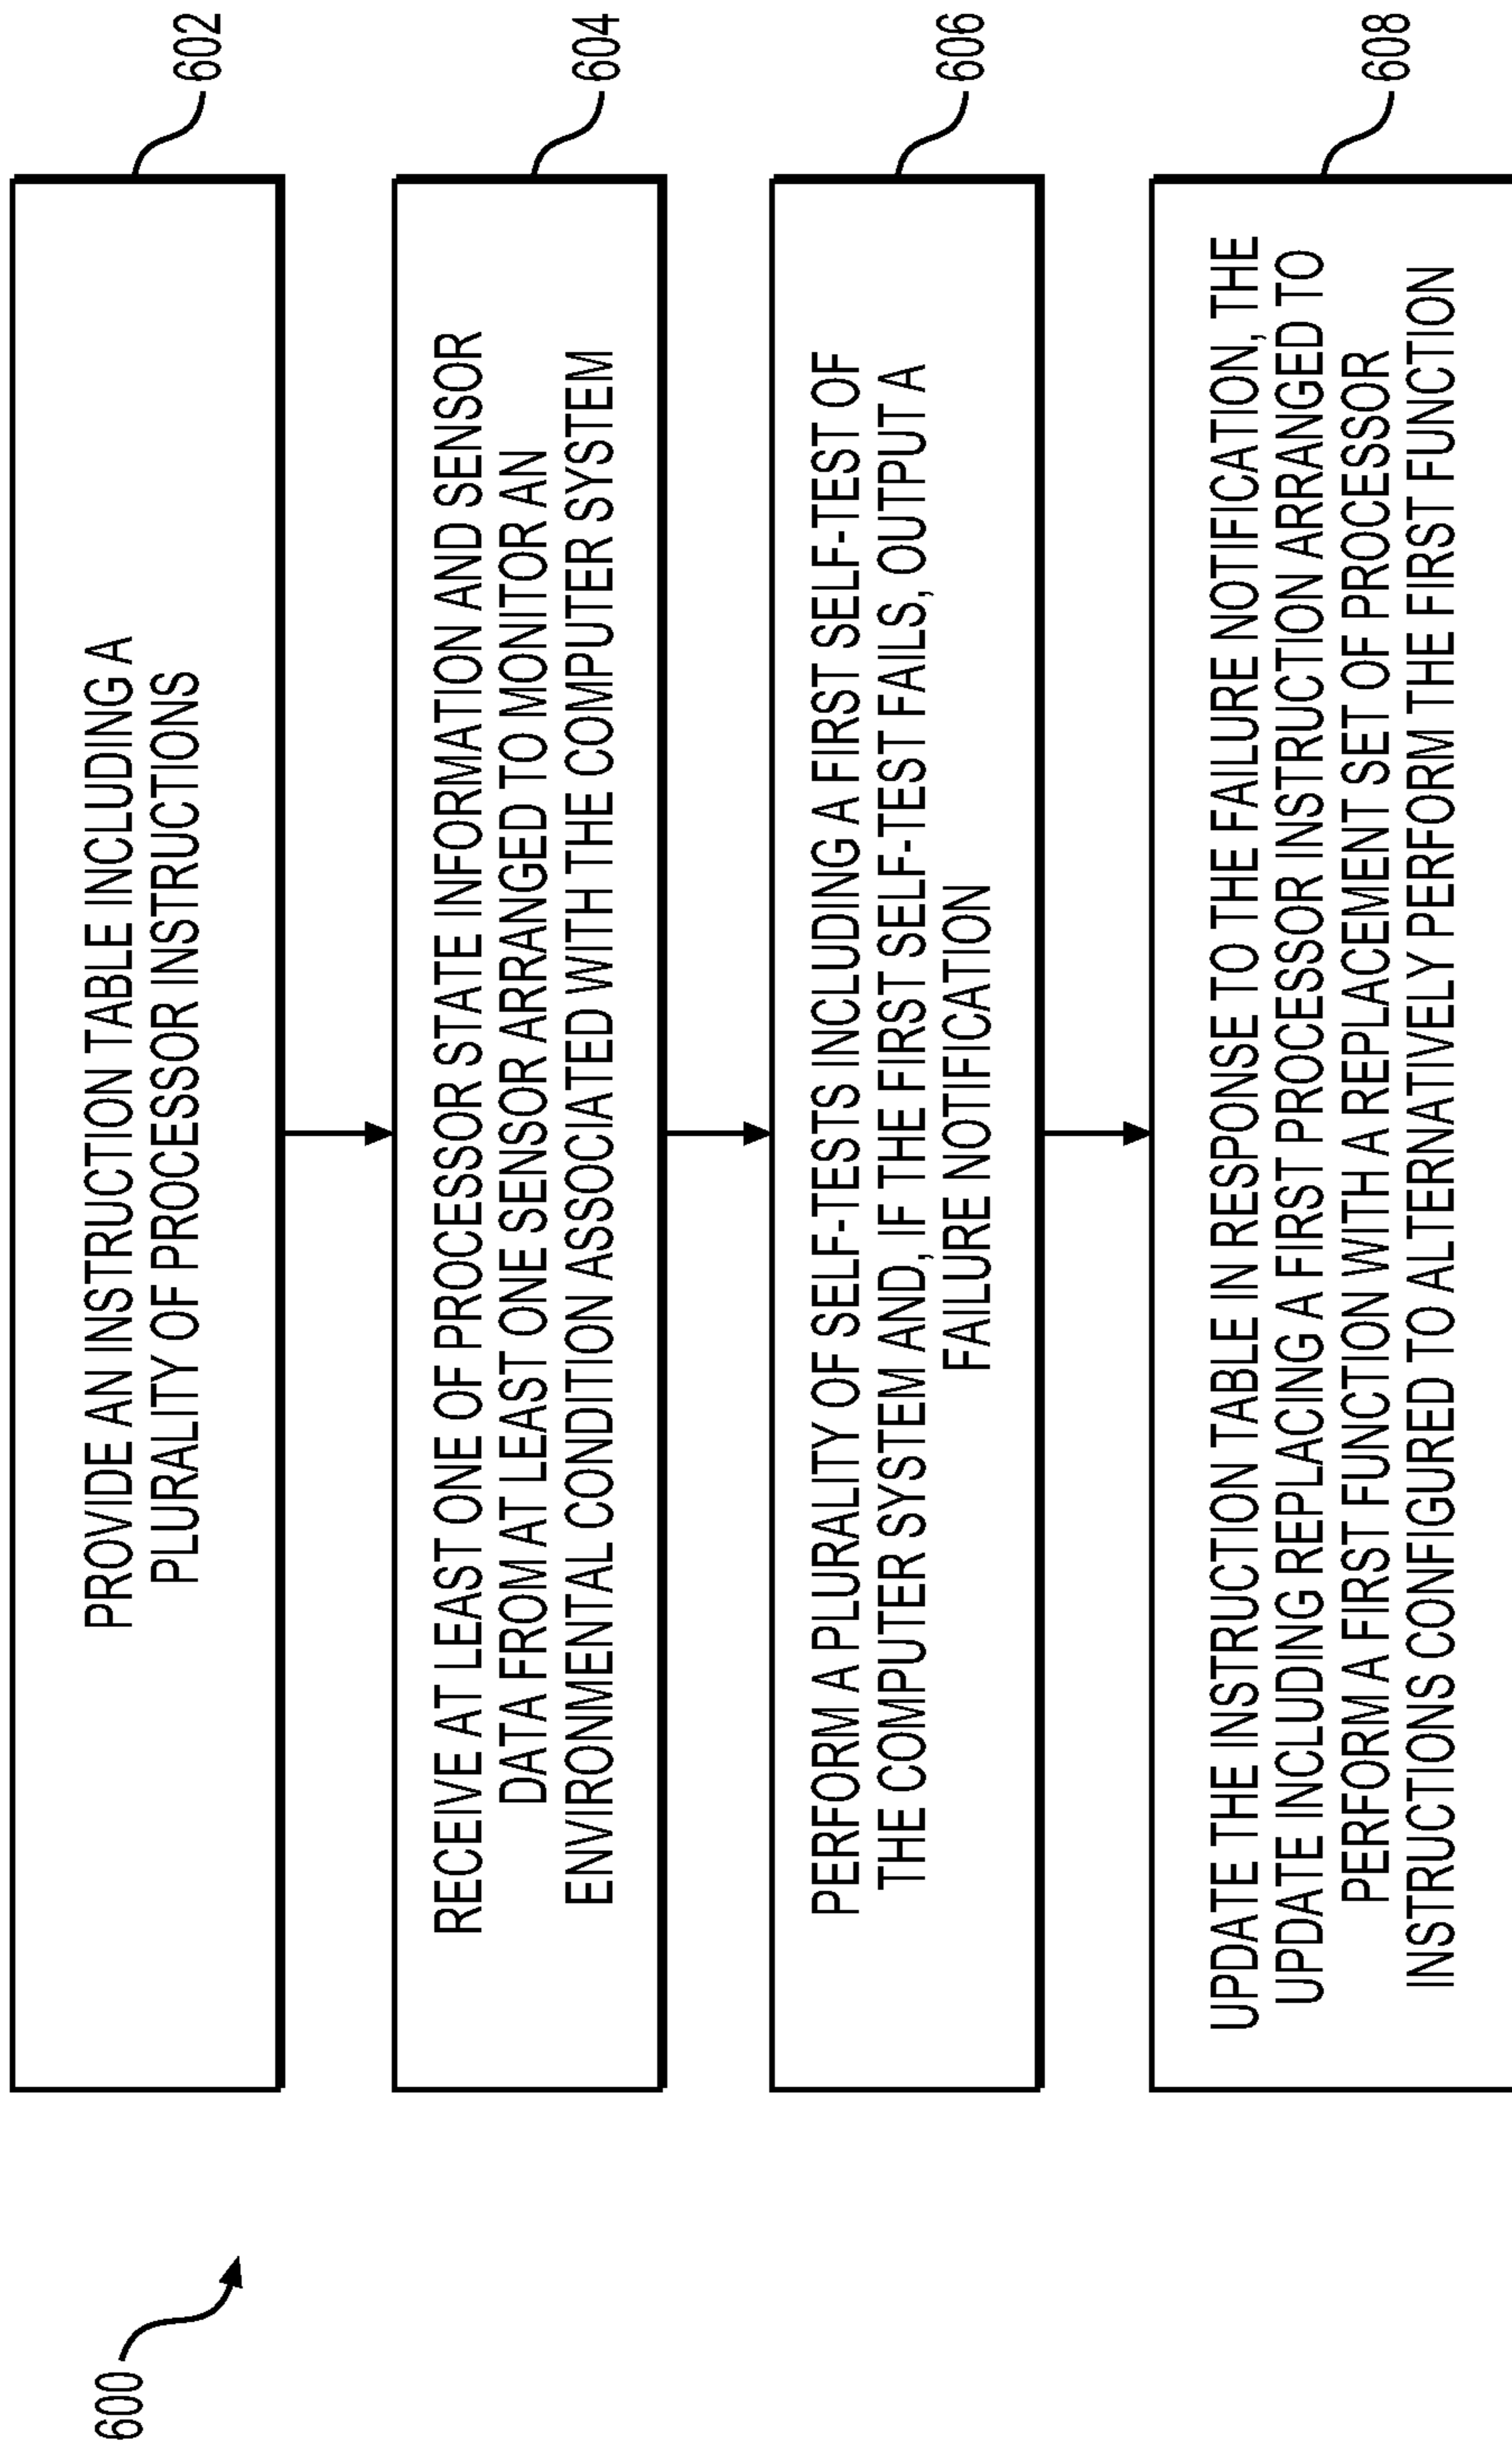 600
PROVIDE AN INSTRUCTION TABLE INCLUDING A
PLURALITY OF PROCESSOR INSTRUCTIONS
602
RECEIVE AT LEAST ONE OF PROCESSOR STATE INFORMATION AND SENSOR
DATA FROM AT LEAST ONE SENSOR ARRANGED TO MONITOR AN
ENVIRONMENTAL CONDITION ASSOCIATED WITH THE COMPUTER SYSTEM
604
PERFORM A PLURALITY OF SELF-TESTS INCLUDING A FIRST SELF-TEST OF
THE COMPUTER SYSTEM AND, IF THE FIRST SELF-TEST FAILS, OUTPUT A
FAILURE NOTIFICATION
606
UPDATE THE INSTRUCTION TABLE IN RESPONSE TO THE FAILURE NOTIFICATION, THE
UPDATE INCLUDING REPLACING A FIRST PROCESSOR INSTRUCTION ARRANGED TO
PERFORM A FIRST FUNCTION WITH A REPLACEMENT SET OF PROCESSOR
INSTRUCTIONS CONFIGURED TO ALTERNATIVELY PERFORM THE FIRST FUNCTION
608